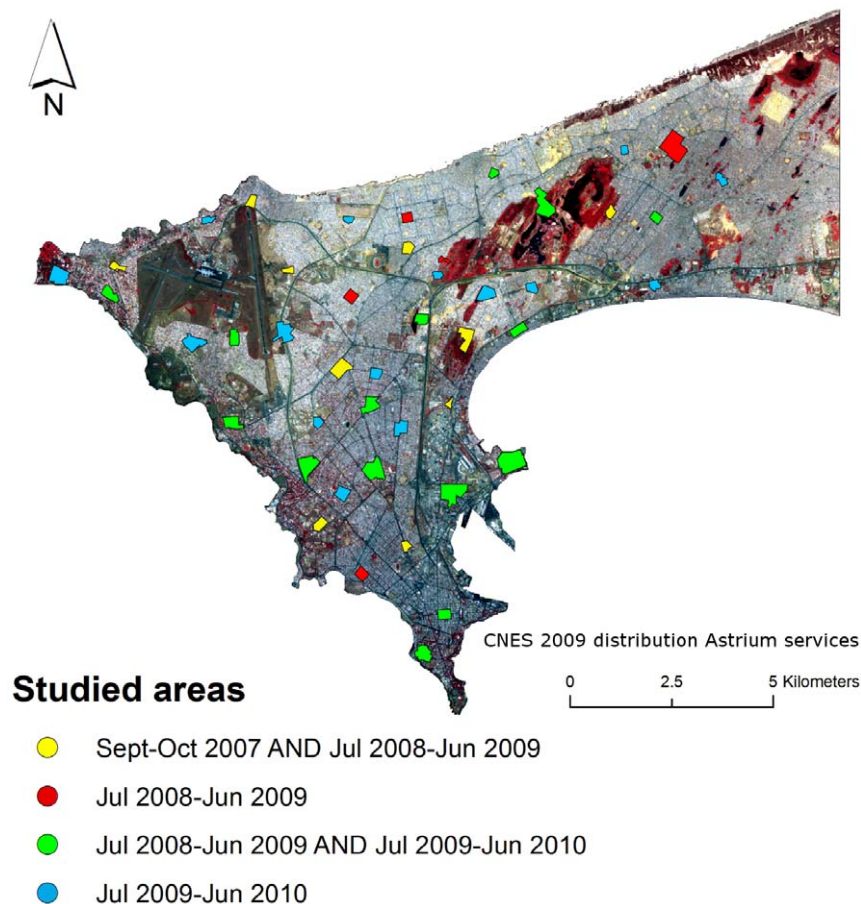 N
CNES 2009 distribution Astrium services
0 2.5 5 Kilometers
Studied areas
Sept-Oct 2007 AND Jul 2008-Jun 2009
Jul 2008-Jun 2009
Jul 2008-Jun 2009 AND Jul 2009-Jun 2010
Jul 2009-Jun 2010